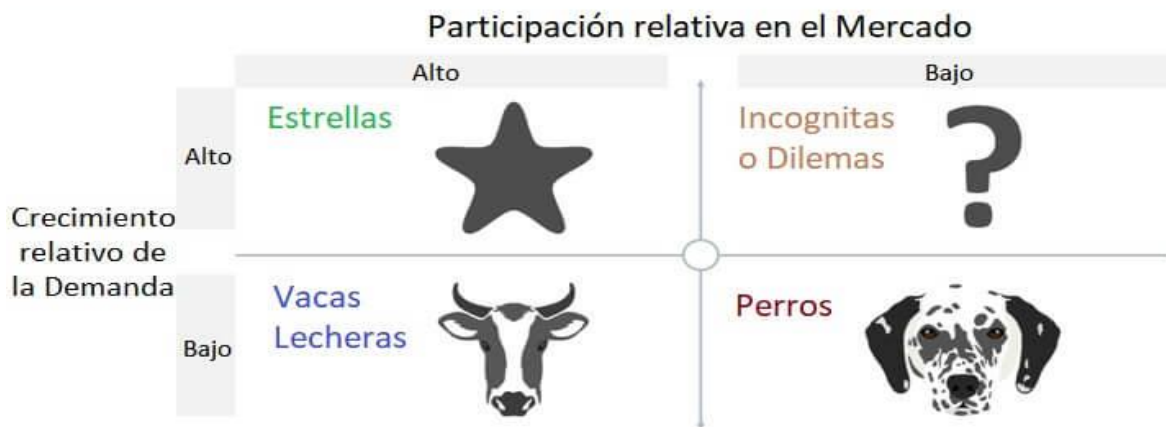 Participación relativa en el Mercado
Alto
Bajo
Estrellas
Incognitas
o Dilemas
Alto
Crecimiento
relativo de
la Demanda
Vacas
Lecheras
Perros
Bajo